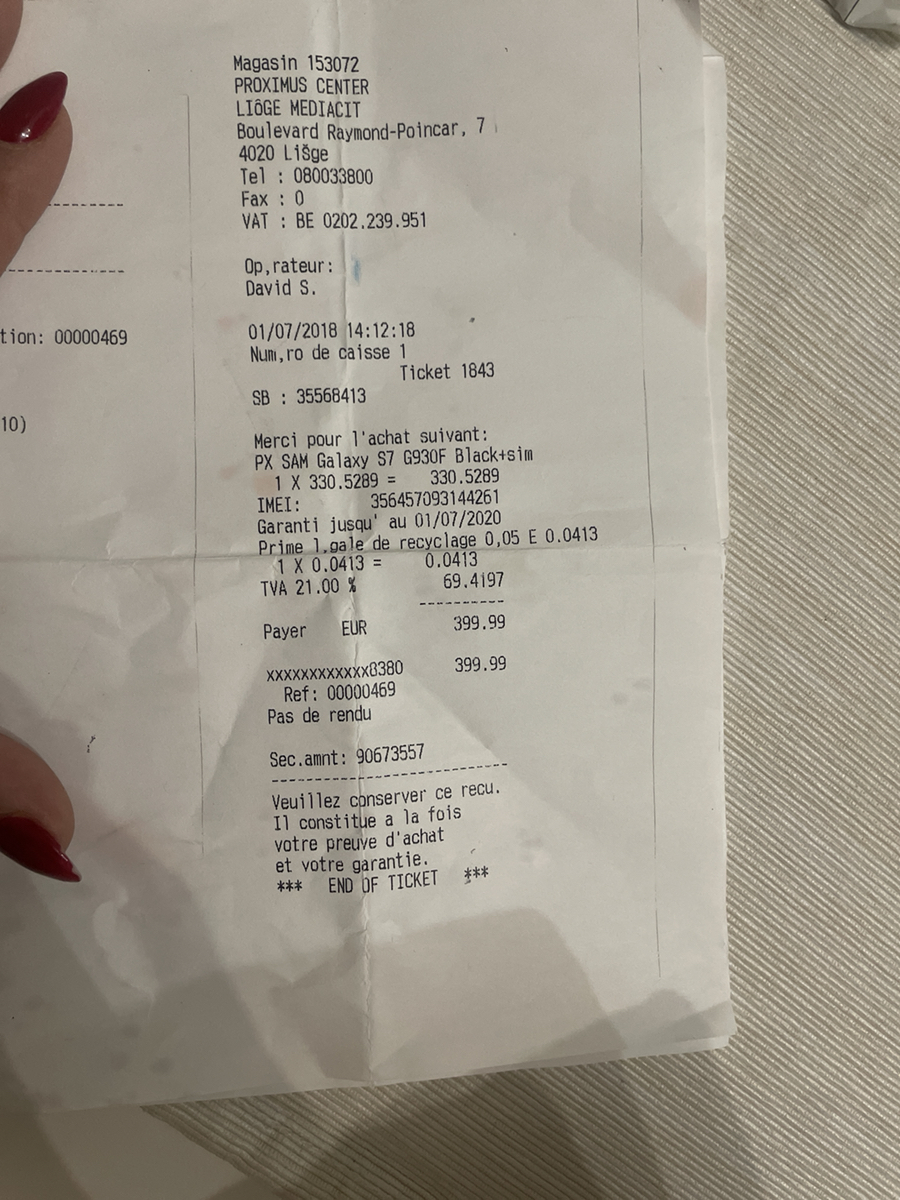 Magasin 153072
PROXIMUS CENTER
LIôGE MEDIACIT
Boulevard Raymond-Poincar, 7
4020 LiŠge
Tel : 080033800
Fax : 0
VAT : BE 0202.239.951
Op,rateur:
David S.
01/07/2018 14:12:18
Num,ro de caisse 1
Ticket 1843
SB : 35568413
Merci pour l'achat suivant:
PX SAM Galaxy S7 G930F Black+sim
1 X 330.5289 = 330.5289
IMEI: 356457093144261
Garanti jusqu' au 01/07/2020
Prime l,gale de recyclage 0,05 E 0.0413
1 X 0.0413 = 0.0413
TVA 21.00 % 69.4197
----------
Payer EUR 399.99
xxxxxxxxxxxx8380 399.99
Ref: 00000469
Pas de rendu
Sec.amnt: 90673557
----------------------------
Veuillez conserver ce recu.
Il constitue a la fois
votre preuve d'achat
et votre garantie.
*** END OF TICKET ***
tion: 00000469
10)